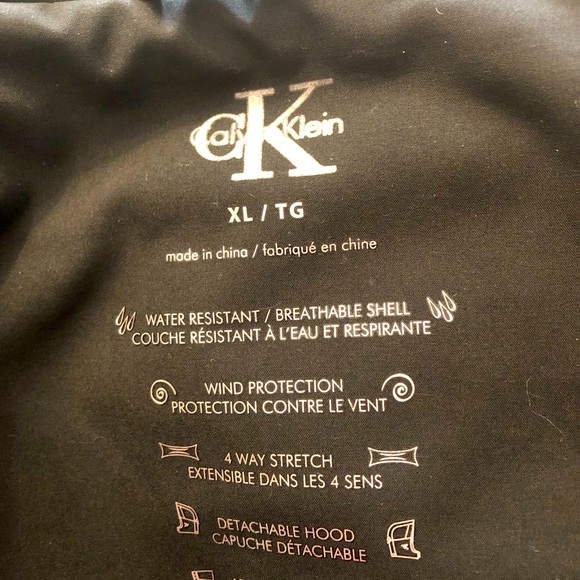 CK
Calvin Klein
XL / TG
made in china / fabriqué en chine
WATER RESISTANT / BREATHABLE SHELL
COUCHE RÉSISTANT À L'EAU ET RESPIRANTE
WIND PROTECTION
PROTECTION CONTRE LE VENT
4 WAY STRETCH
EXTENSIBLE DANS LES 4 SENS
DETACHABLE HOOD
CAPUCHE DÉTACHABLE